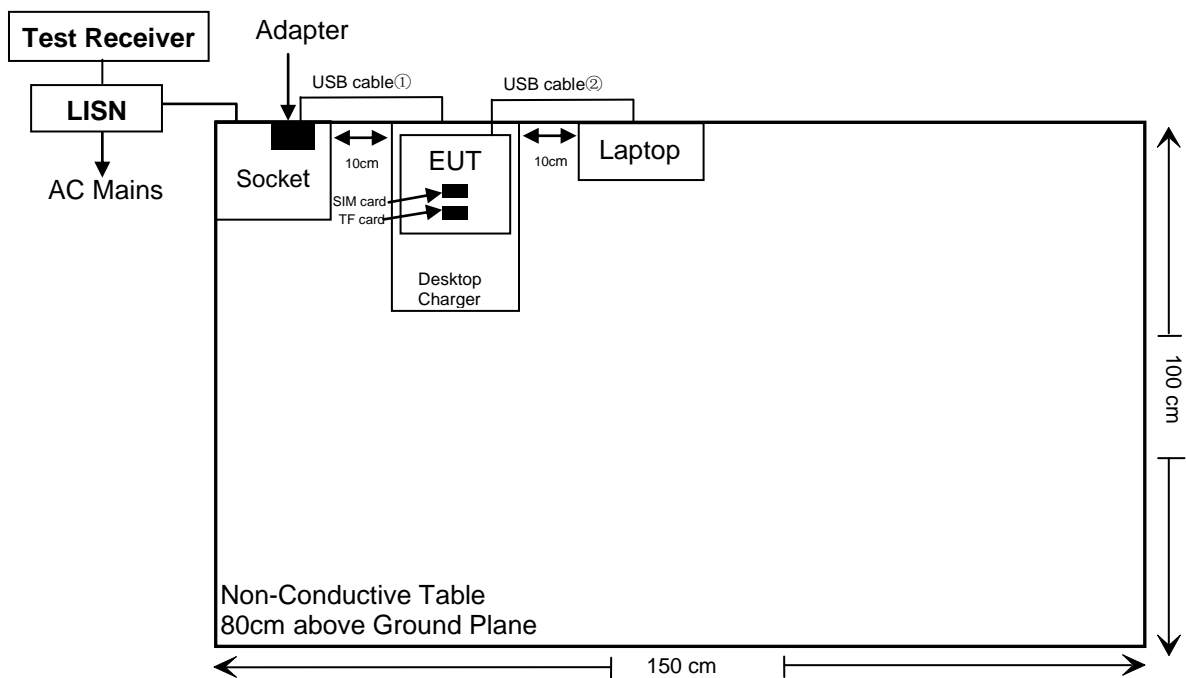 Test Receiver
Adapter
USB cable①
USB cable②
LISN
AC Mains
Socket
10cm
EUT
10cm
Laptop
SIM card
TF card
Desktop
Charger
100 cm
Non-Conductive Table
80cm above Ground Plane
150 cm